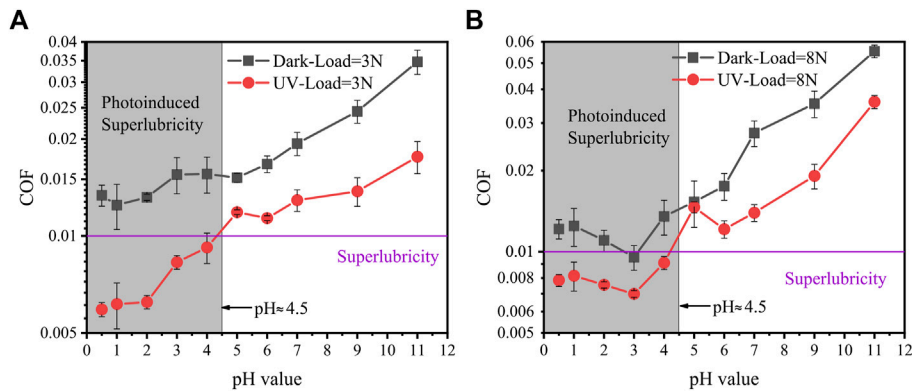 A
0.04
0.035
0.03
0.025
0.02
0.015
0.01
0.005
COF
Dark-Load=3N
UV-Load=3N
Photoinduced
Superlubricity
Superlubricity
pH≈4.5
0 1 2 3 4 5 6 7 8 9 10 11 12
pH value
B
0.06
0.05
0.04
0.03
0.02
0.01
0.008
0.006
0.005
COF
Dark-Load=8N
UV-Load=8N
Photoinduced
Superlubricity
Superlubricity
pH≈4.5
0 1 2 3 4 5 6 7 8 9 10 11 12
pH value